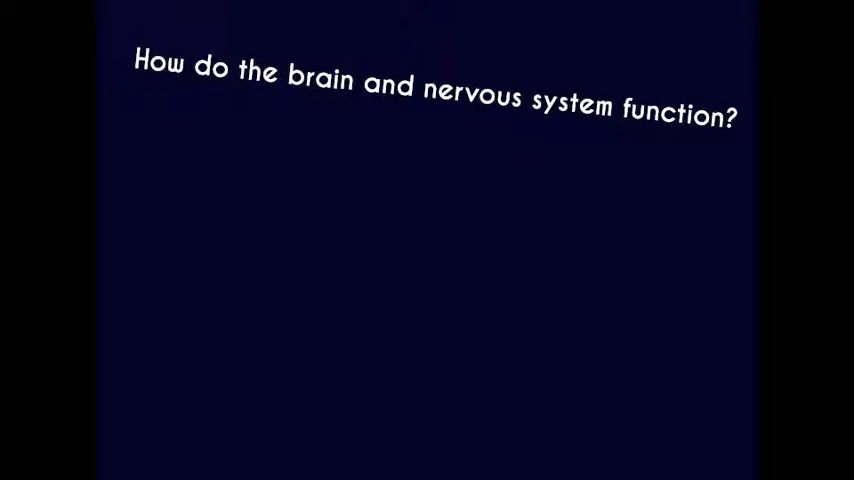 How do the brain and nervous system function?